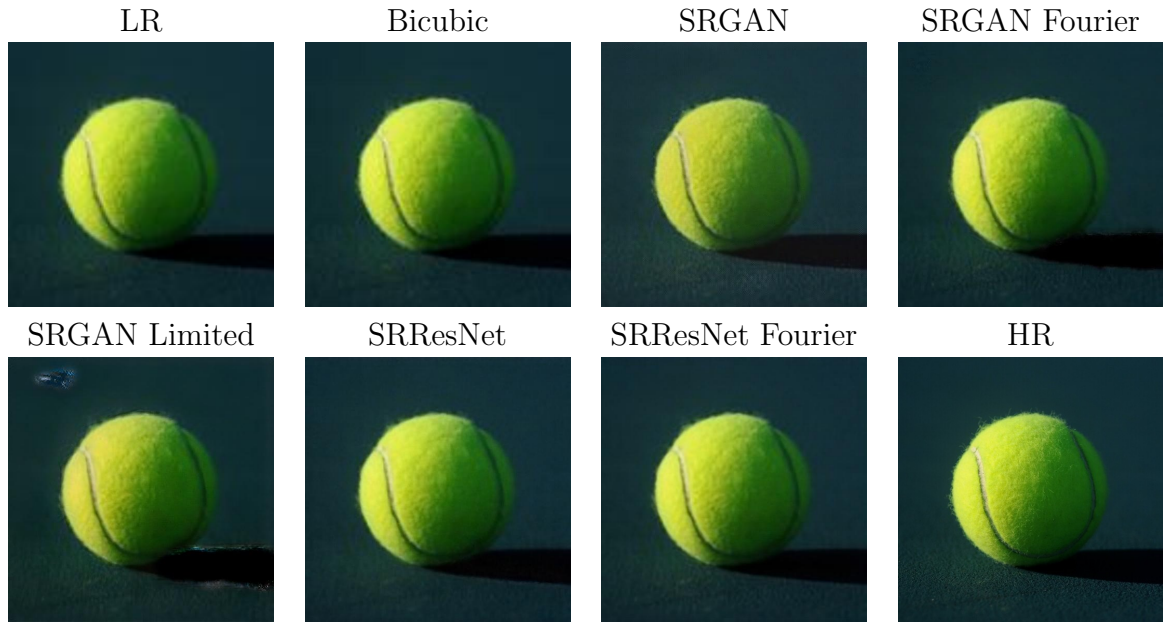 LR
Bicubic
SRGAN
SRGAN Fourier
SRGAN Limited
SRResNet
SRResNet Fourier
HR